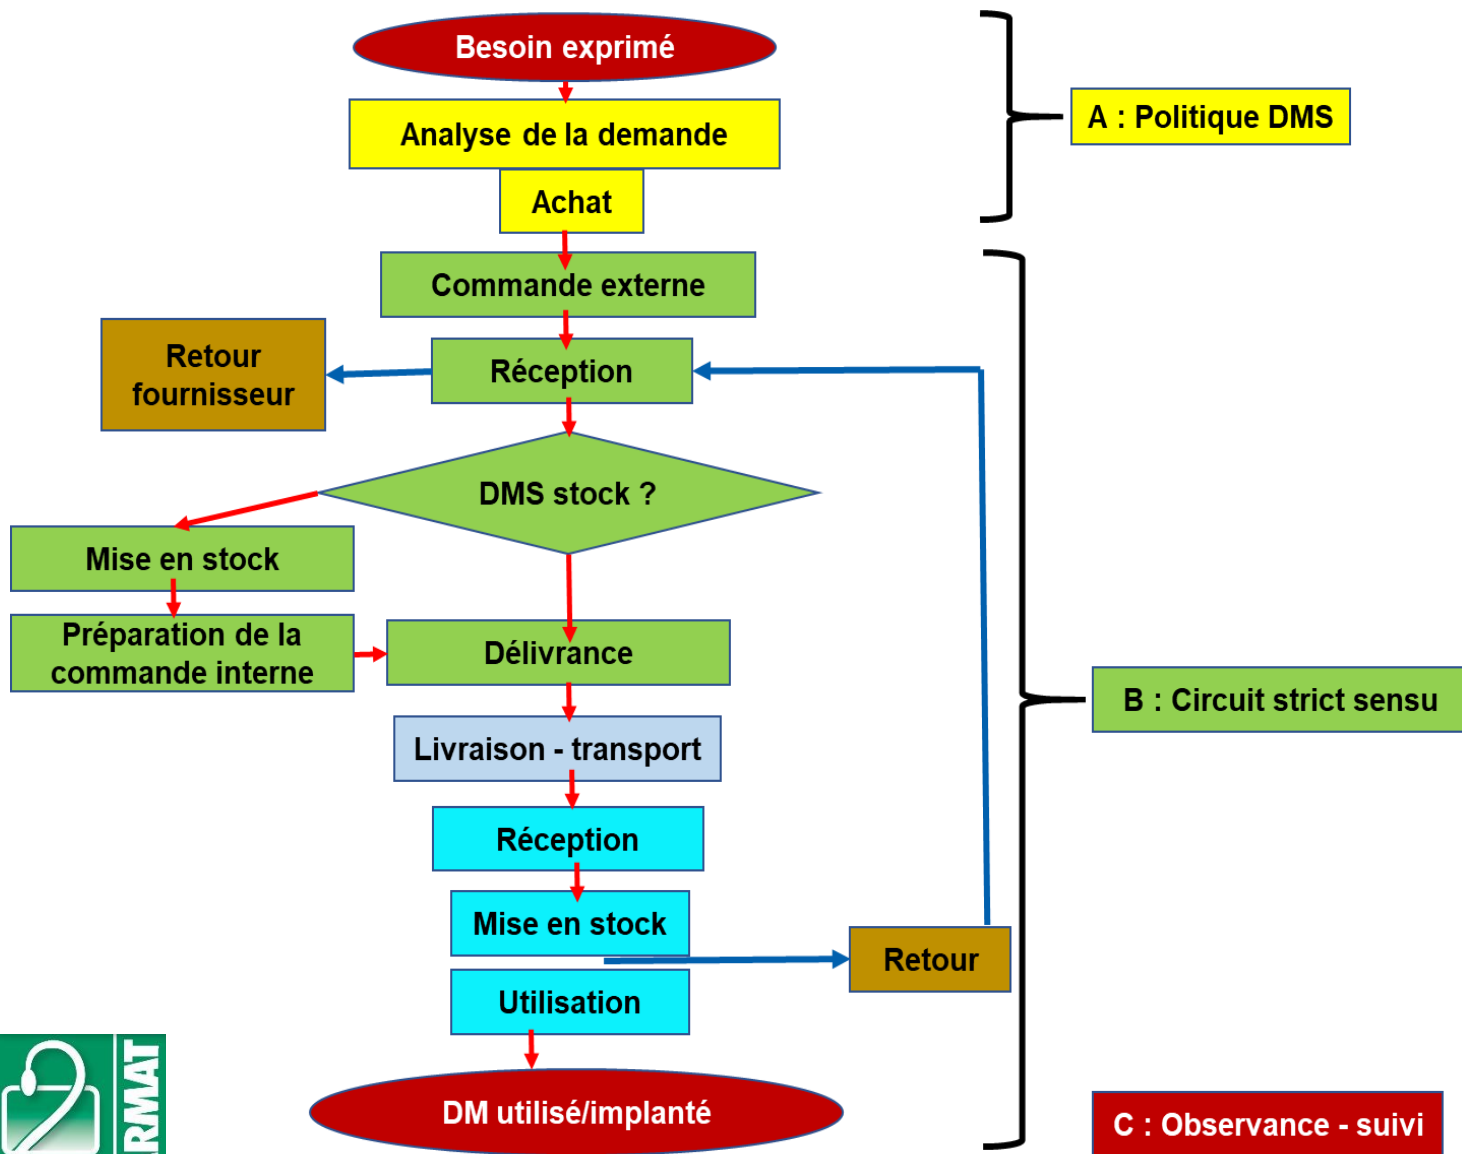 Besoin exprimé
Analyse de la demande
A : Politique DMS
Achat
Commande externe
Retour
fournisseur
Réception
DMS stock ?
Mise en stock
Préparation de la
commande interne
Délivrance
B : Circuit strict sensu
Livraison - transport
Réception
Mise en stock
Retour
Utilisation
RMAT
DM utilisé/implanté
C : Observance - suivi